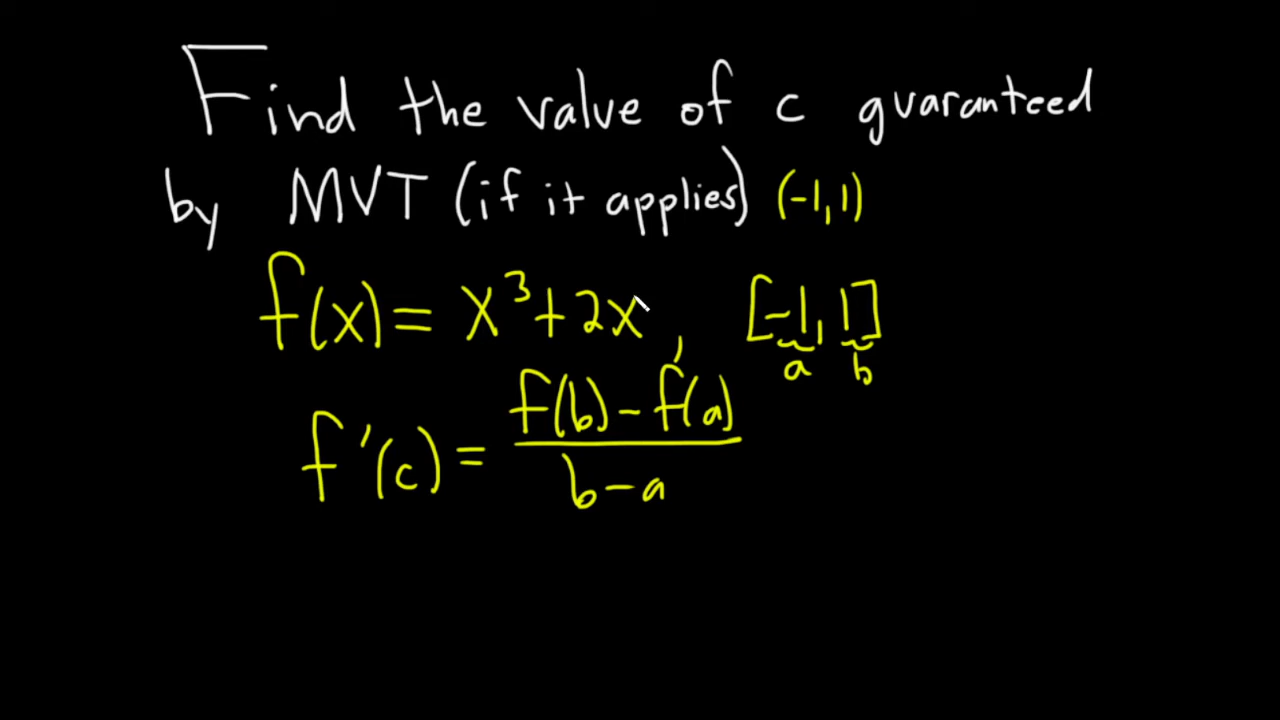 Find the value of c guaranteed
by MVT (if it applies) (-1, 1)
f(x) = x³ + 2x, [-1, 1]
a b
f'(c) = f(b) - f(a)
b - a